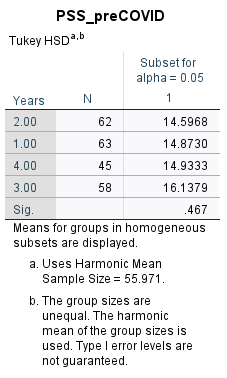 PSS_preCOVID
Tukey HSDa,b
Subset for
alpha = 0.05
Years N 1
2.00 62 14.5968
1.00 63 14.8730
4.00 45 14.9333
3.00 58 16.1379
Sig. .467
Means for groups in homogeneous
subsets are displayed.
a. Uses Harmonic Mean
Sample Size = 55.971.
b. The group sizes are
unequal. The harmonic
mean of the group sizes is
used. Type I error levels are
not guaranteed.